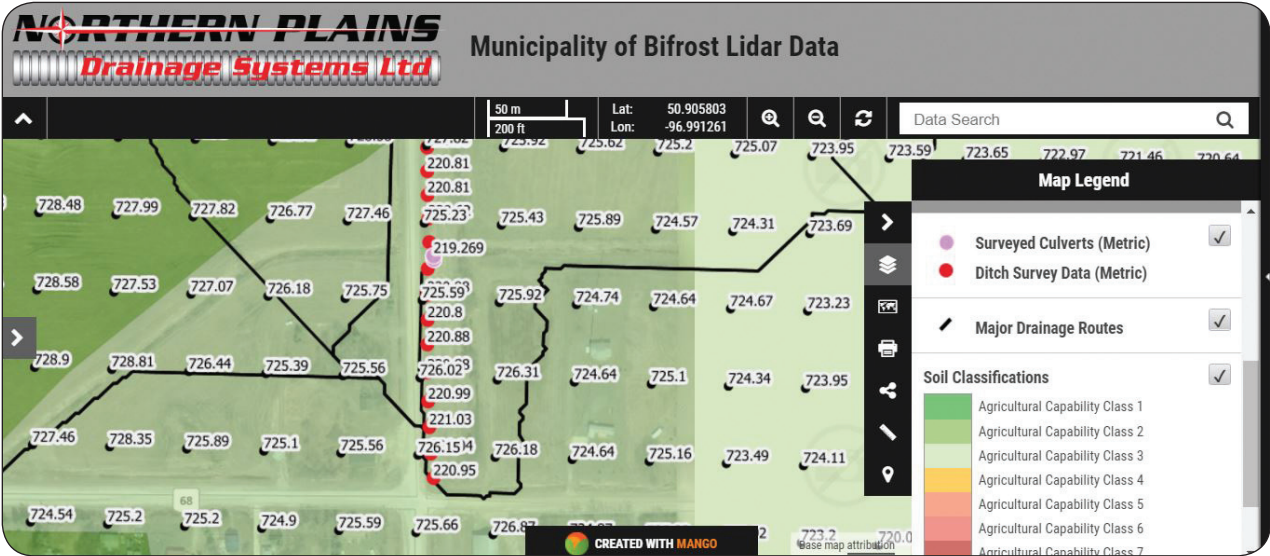 NORTHERN PLAINS
Drainage Systems Ltd
Municipality of Bifrost Lidar Data
50 m
200 ft
Lat: 50.905803
Lon: -96.991261
Data Search
725.62 725.2 725.07 723.95 723.59 723.65 722.97 721.46 720.64
220.81
220.81
728.48 727.99 727.82 726.77 727.46 725.23 725.43 725.89 724.57 724.31 723.69
219.269
728.58 727.53 727.07 726.18 725.75 725.59 725.92 724.74 724.64 724.67 723.23
220.8
220.88
728.9 728.81 726.44 725.39 725.56 726.02 726.31 724.64 725.1 724.34 723.95
220.99
221.03
727.46 728.35 725.89 725.1 725.56 726.15 726.18 724.64 725.16 723.49 724.11
220.95
68
724.54 725.2 725.2 724.9 725.59 725.66 723.2
CREATED WITH MANGO
Base map attribution
Map Legend
Surveyed Culverts (Metric)
Ditch Survey Data (Metric)
Major Drainage Routes
Soil Classifications
Agricultural Capability Class 1
Agricultural Capability Class 2
Agricultural Capability Class 3
Agricultural Capability Class 4
Agricultural Capability Class 5
Agricultural Capability Class 6
Agricultural Capability Class 7